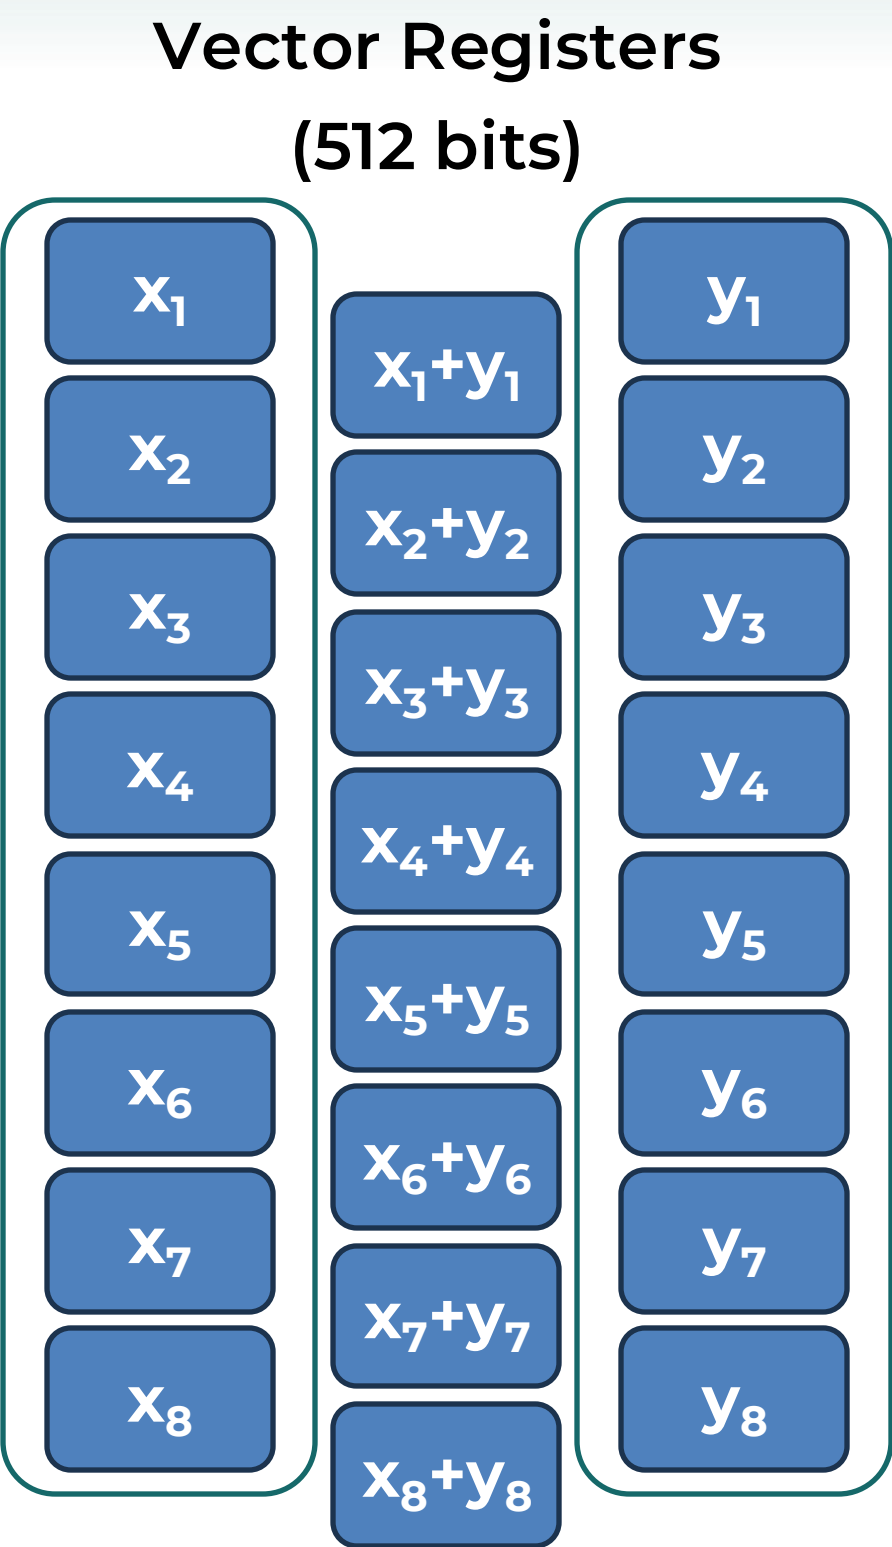 Vector Registers
(512 bits)
x₁
x₂
x₃
x₄
x₅
x₆
x₇
x₈
x₁+y₁
x₂+y₂
x₃+y₃
x₄+y₄
x₅+y₅
x₆+y₆
x₇+y₇
x₈+y₈
y₁
y₂
y₃
y₄
y₅
y₆
y₇
y₈